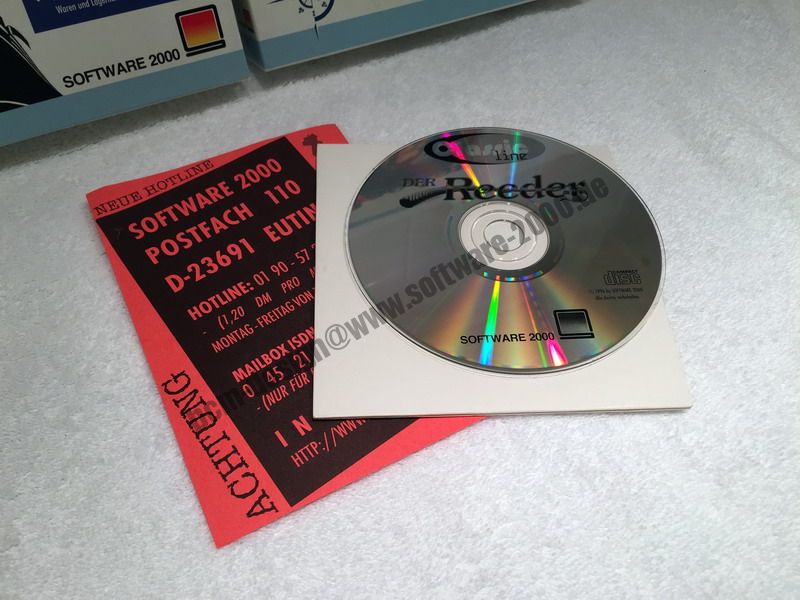 Waren und Lagerh
SOFTWARE 2000
NEUE HOTLINE
SOFTWARE 2000
POSTFACH 110
D-23691 EUTIN
HOTLINE: 01 90 - 57
- (1,20 DM PRO
MONTAG - FREITAG VON
MAILBOX ISDN
0 45 21
- (NUR FÜR
I N
HTTP://WWW
ACHTUNG
Classic
line
DER Reeder
COMPACT
disc
SOFTWARE 2000
@www.software-2000.de